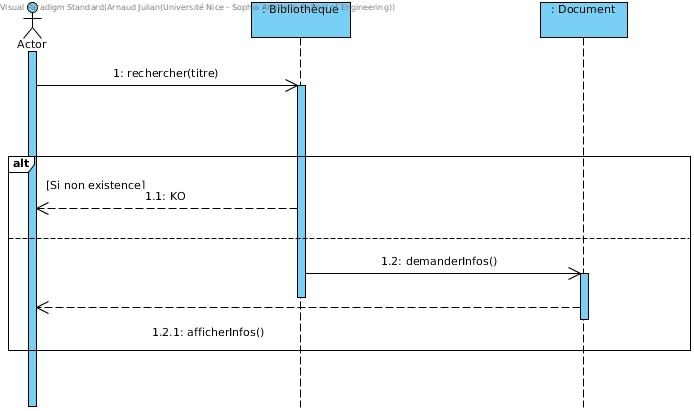 Visual Paradigm Standard(Arnaud Julian(Université Nice - Sophia Engineering))
: Bibliothèque
: Document
Actor
1: rechercher(titre)
alt
[Si non existence]
1.1: KO
1.2: demanderInfos()
1.2.1: afficherInfos()